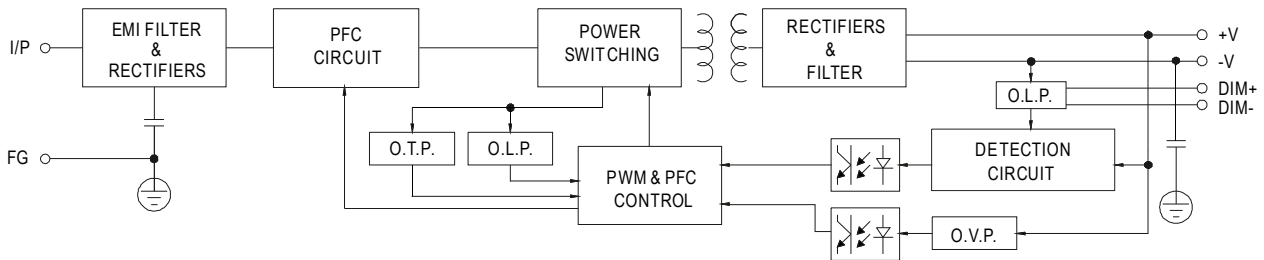 I/P
EMI FILTER
&
RECTIFIERS
PFC
CIRCUIT
POWER
SWITCHING
RECTIFIERS
&
FILTER
+V
-V
DIM+
DIM-
O.L.P.
FG
O.T.P.
O.L.P.
PWM & PFC
CONTROL
DETECTION
CIRCUIT
O.V.P.